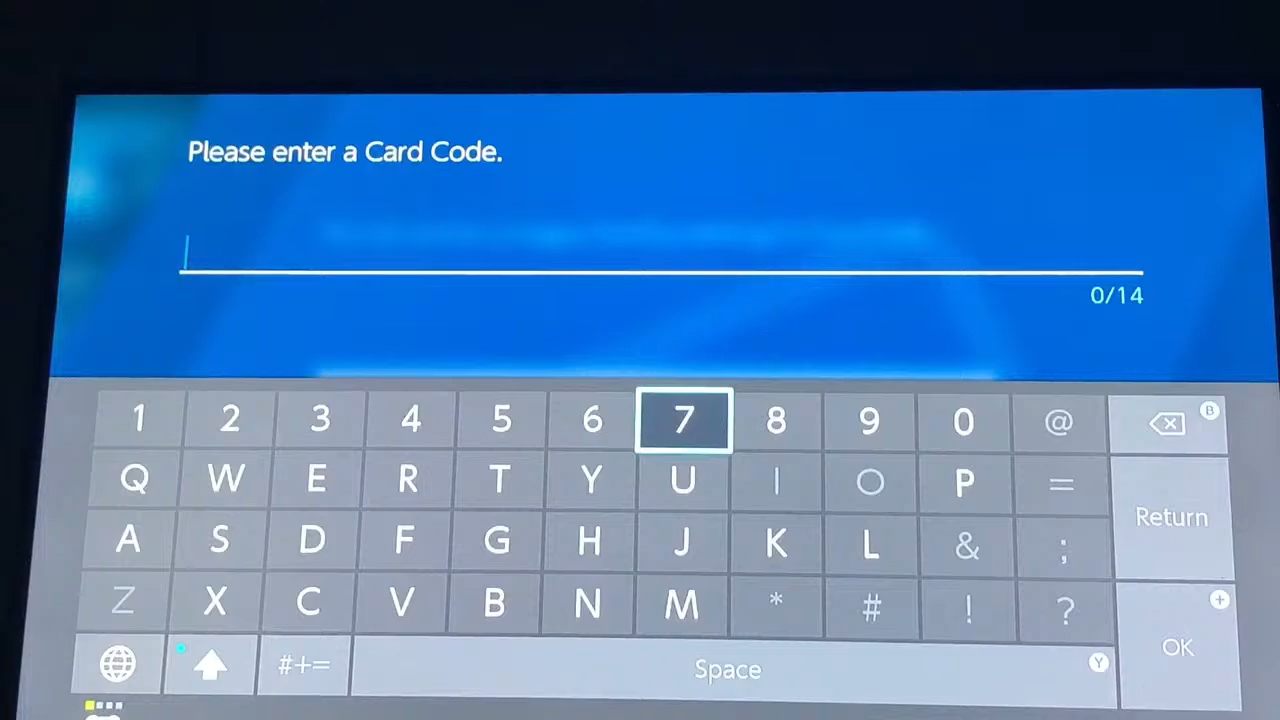 Please enter a Card Code.
0/14
1 2 3 4 5 6 7 8 9 0 @ B
Q W E R T Y U I O P =
Return
A S D F G H J K L & ;
Z X C V B N M * # ! ? +
OK
#+= Space Y